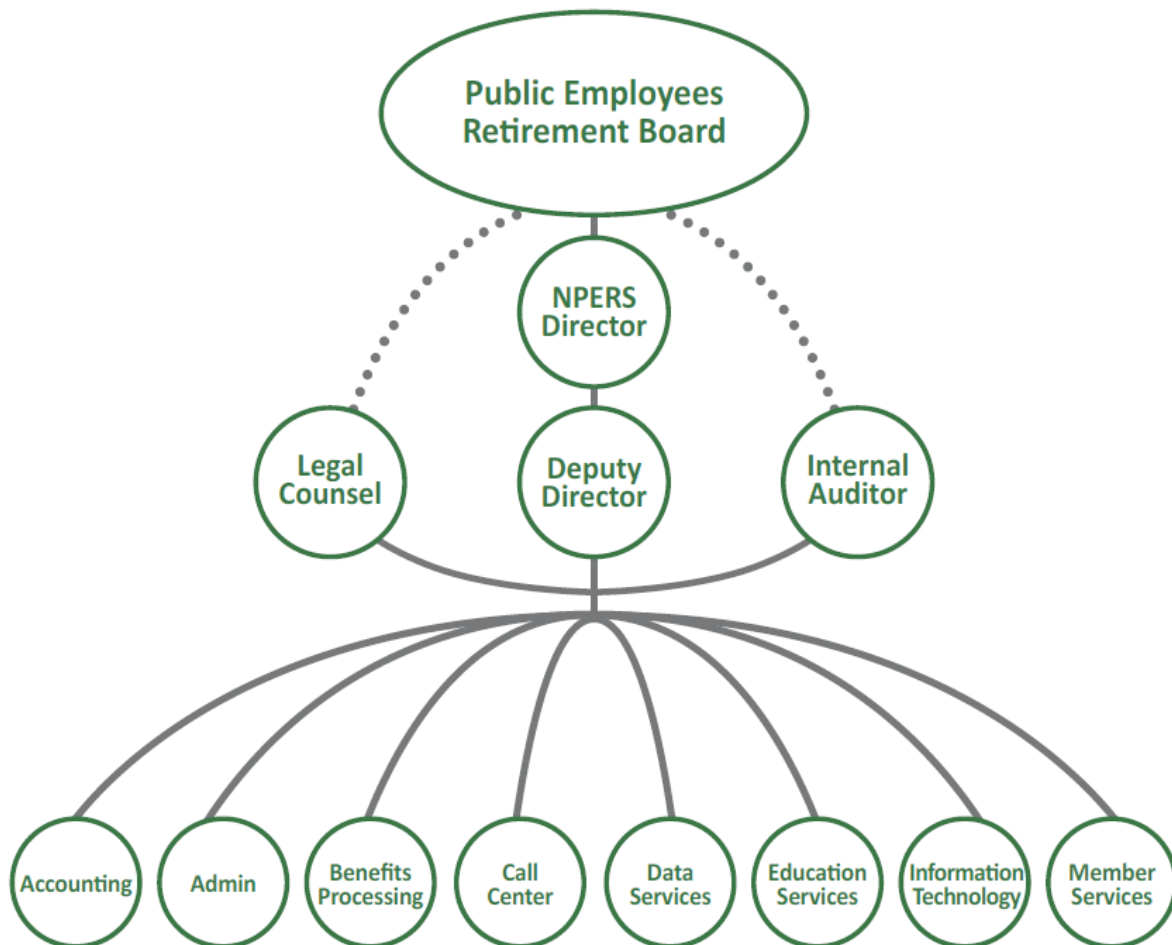 Public Employees
Retirement Board
NPERS
Director
Legal
Counsel
Deputy
Director
Internal
Auditor
Accounting
Admin
Benefits
Processing
Call
Center
Data
Services
Education
Services
Information
Technology
Member
Services